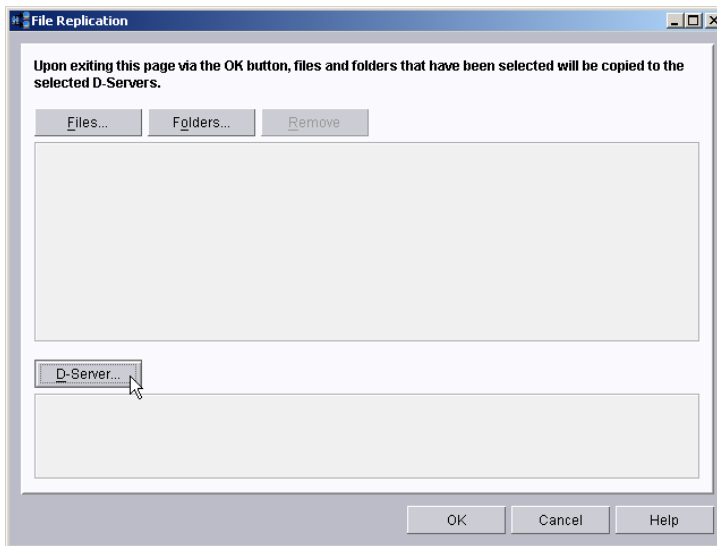 File Replication
Upon exiting this page via the OK button, files and folders that have been selected will be copied to the
selected D-Servers.
Files... Folders... Remove
D-Server...
OK Cancel Help